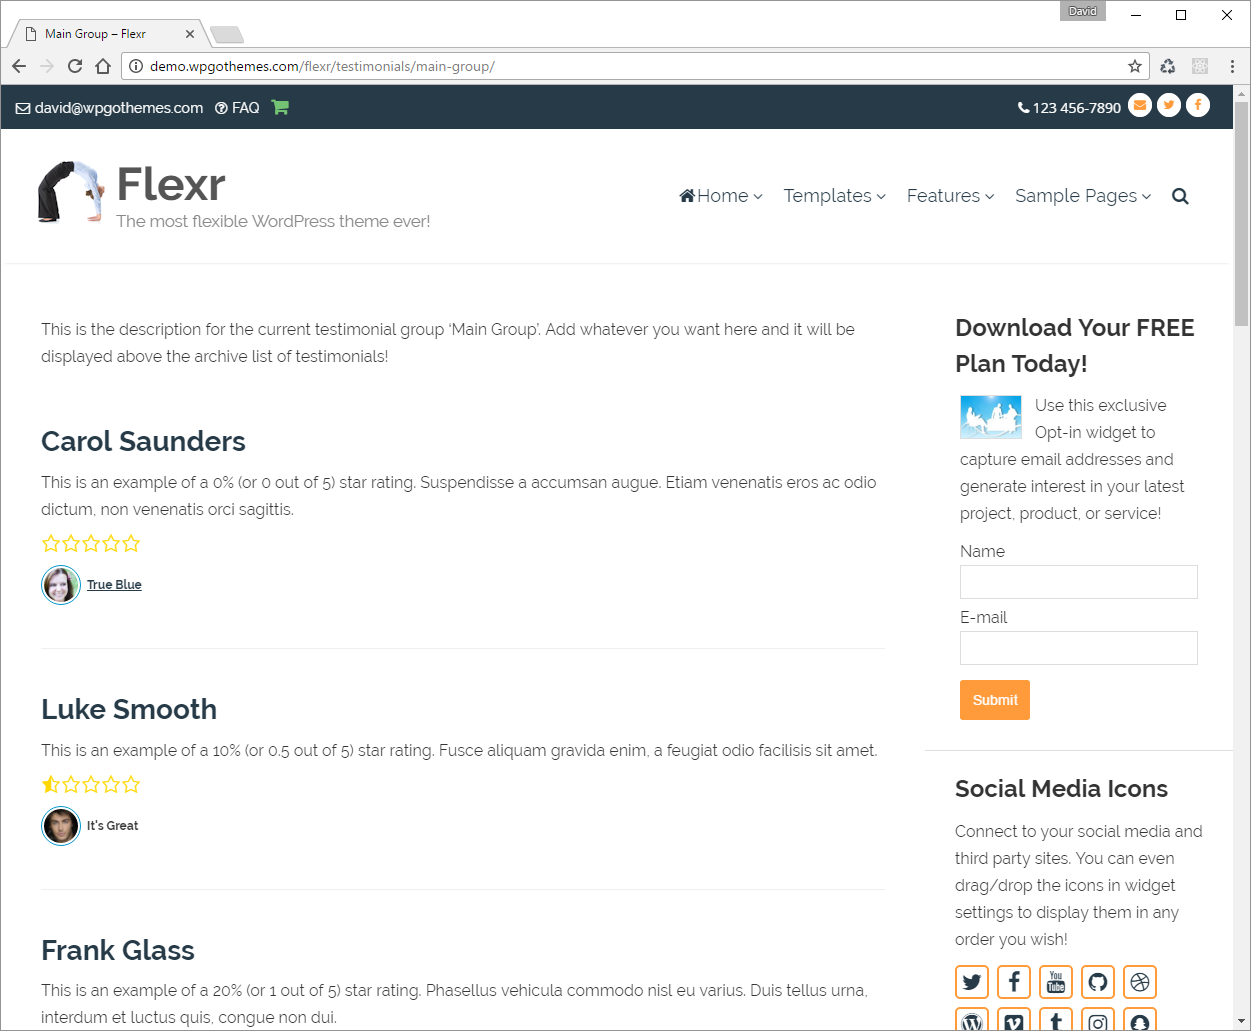 David
Main Group – Flexr
demo.wpgothemes.com/flexr/testimonials/main-group/
david@wpgothemes.com FAQ
123 456-7890
Flexr
The most flexible WordPress theme ever!
Home Templates Features Sample Pages
This is the description for the current testimonial group ‘Main Group’. Add whatever you want here and it will be
displayed above the archive list of testimonials!
Carol Saunders
This is an example of a 0% (or 0 out of 5) star rating. Suspendisse a accumsan augue. Etiam venenatis eros ac odio
dictum, non venenatis orci sagittis.
True Blue
Luke Smooth
This is an example of a 10% (or 0.5 out of 5) star rating. Fusce aliquam gravida enim, a feugiat odio facilisis sit amet.
It's Great
Frank Glass
This is an example of a 20% (or 1 out of 5) star rating. Phasellus vehicula commodo nisl eu varius. Duis tellus urna,
interdum et luctus quis, congue non dui.
Download Your FREE
Plan Today!
Use this exclusive
Opt-in widget to
capture email addresses and
generate interest in your latest
project, product, or service!
Name
E-mail
Submit
Social Media Icons
Connect to your social media and
third party sites. You can even
drag/drop the icons in widget
settings to display them in any
order you wish!
You
Tube